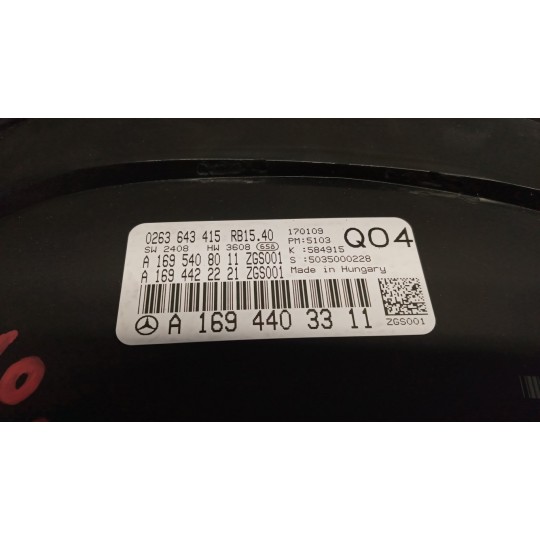 0263 643 415 RB15.40
SW 2408 HW 3608 658
A 169 540 80 11 ZGS001
A 169 442 22 21 ZGS001
170109
PM:5103
K :584915
S :5035000228
Made in Hungary
Q04
A 169 440 33 11
ZGS001